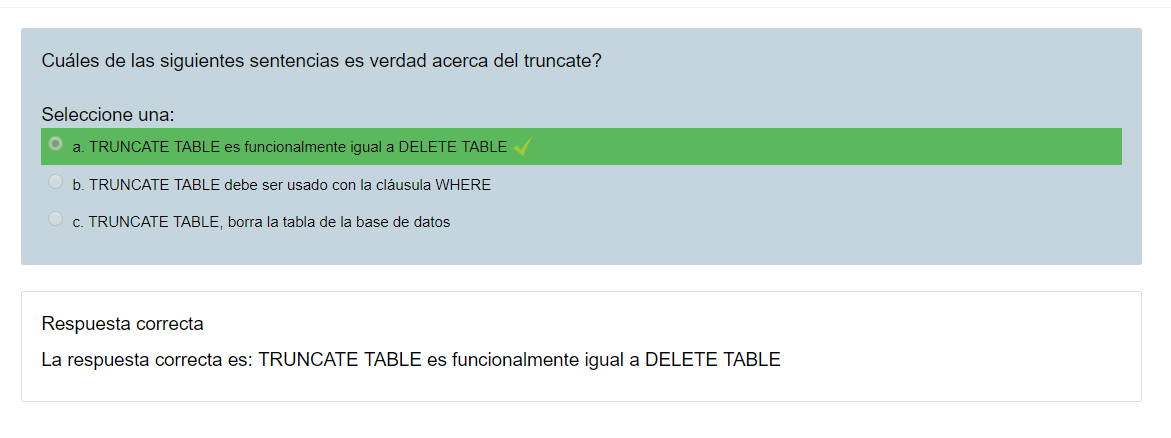 Cuáles de las siguientes sentencias es verdad acerca del truncate?
Seleccione una:
a. TRUNCATE TABLE es funcionalmente igual a DELETE TABLE
b. TRUNCATE TABLE debe ser usado con la cláusula WHERE
c. TRUNCATE TABLE, borra la tabla de la base de datos
Respuesta correcta
La respuesta correcta es: TRUNCATE TABLE es funcionalmente igual a DELETE TABLE